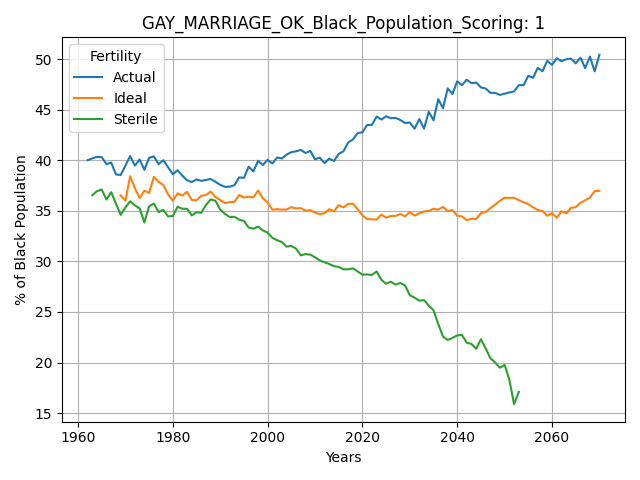 GAY_MARRIAGE_OK_Black_Population_Scoring: 1
Fertility
Actual
Ideal
Sterile
% of Black Population
50
45
40
35
30
25
20
15
1960 1980 2000 2020 2040 2060
Years